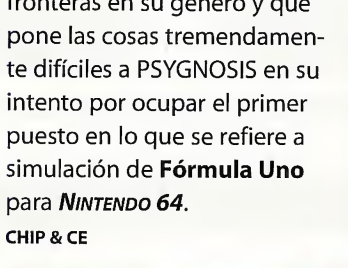 fronteras en su género y que
pone las cosas tremendamen-
te difíciles a PSYGNOSIS en su
intento por ocupar el primer
puesto en lo que se refiere a
simulación de Fórmula Uno
para NINTENDO 64.
CHIP & CE